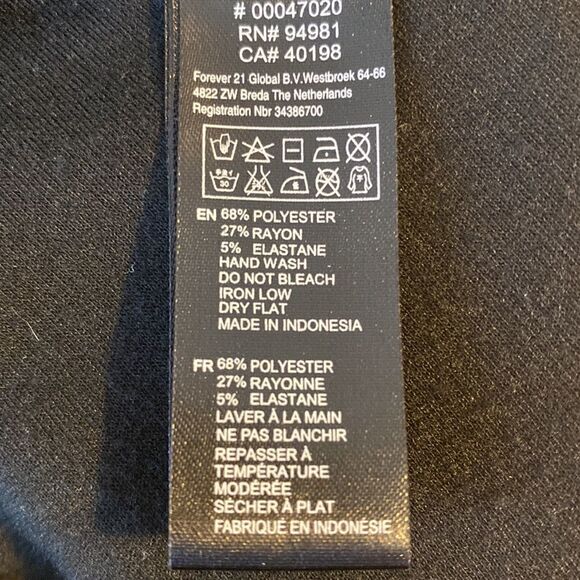 # 00047020
RN# 94981
CA# 40198
Forever 21 Global B.V.Westbroek 64-66
4822 ZW Breda The Netherlands
Registration Nbr 34386700
30
EN 68% POLYESTER
27% RAYON
5% ELASTANE
HAND WASH
DO NOT BLEACH
IRON LOW
DRY FLAT
MADE IN INDONESIA
FR 68% POLYESTER
27% RAYONNE
5% ELASTANE
LAVER À LA MAIN
NE PAS BLANCHIR
REPASSER À
TEMPÉRATURE
MODÉRÉE
SÉCHER À PLAT
FABRIQUÉ EN INDONÉSIE